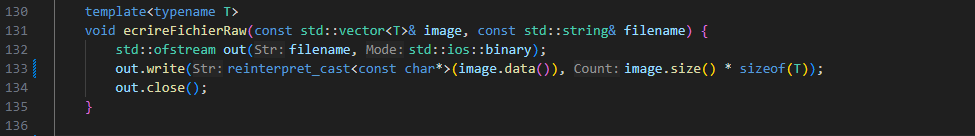 130 template<typename T>
131 void ecrireFichierRaw(const std::vector<T>& image, const std::string& filename) {
132 std::ofstream out(Str: filename, Mode: std::ios::binary);
133 out.write(Str: reinterpret_cast<const char*>(image.data()), Count: image.size() * sizeof(T));
134 out.close();
135 }
136